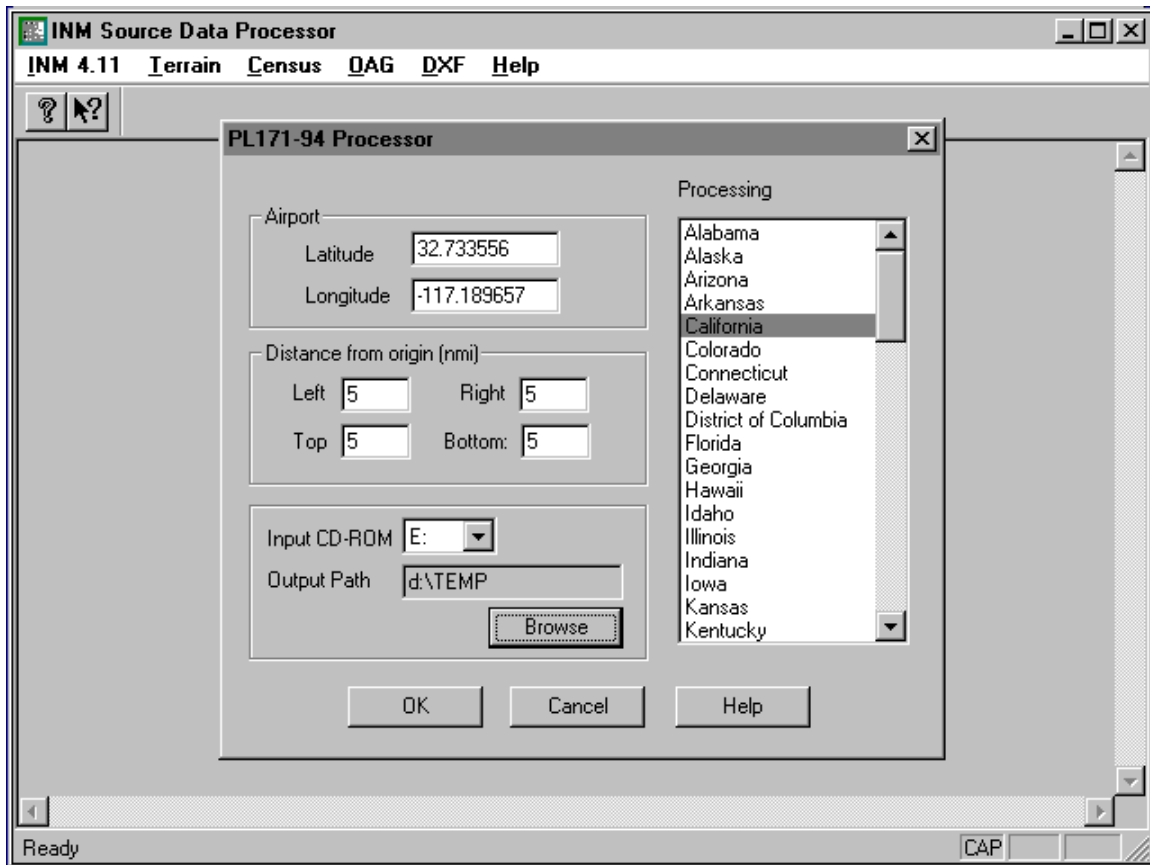 INM Source Data Processor
INM 4.11 Terrain Census OAG DXF Help
PL171-94 Processor
Airport
Latitude 32.733556
Longitude -117.189657
Distance from origin (nmi)
Left 5 Right 5
Top 5 Bottom: 5
Input CD-ROM E:
Output Path d:\TEMP
Browse
Processing
Alabama
Alaska
Arizona
Arkansas
California
Colorado
Connecticut
Delaware
District of Columbia
Florida
Georgia
Hawaii
Idaho
Illinois
Indiana
Iowa
Kansas
Kentucky
OK Cancel Help
Ready CAP